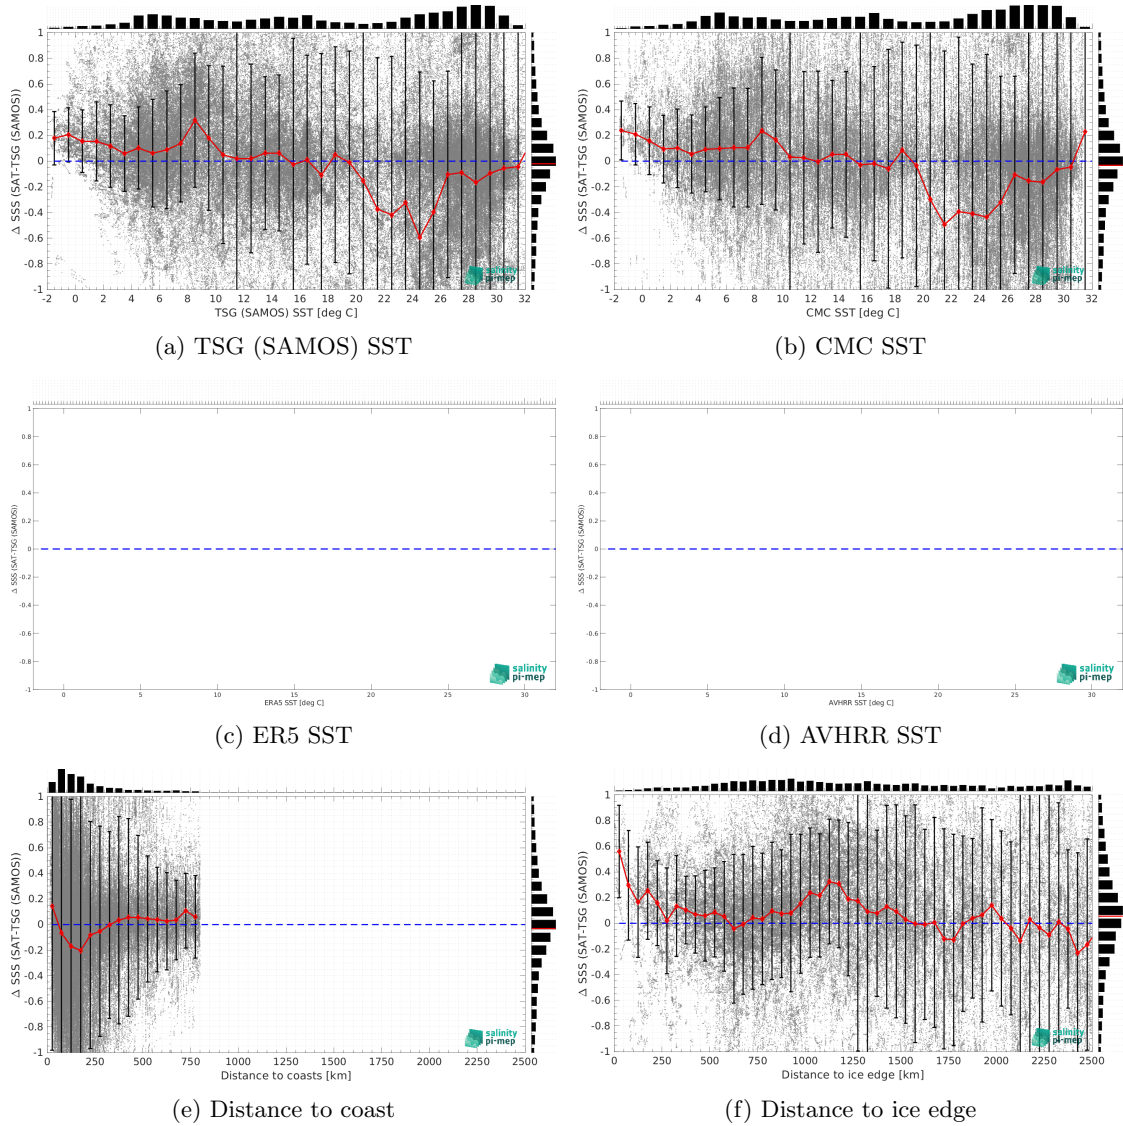 1
0.8
0.6
0.4
0.2
0
-0.2
-0.4
-0.6
-0.8
-1
Δ SSS (SAT-TSG (SAMOS))
salinity
pi-mep
-2 0 2 4 6 8 10 12 14 16 18 20 22 24 26 28 30 32
TSG (SAMOS) SST [deg C]
(a) TSG (SAMOS) SST
1
0.8
0.6
0.4
0.2
0
-0.2
-0.4
-0.6
-0.8
-1
Δ SSS (SAT-TSG (SAMOS))
salinity
pi-mep
-2 0 2 4 6 8 10 12 14 16 18 20 22 24 26 28 30 32
CMC SST [deg C]
(b) CMC SST
1
0.8
0.6
0.4
0.2
0
-0.2
-0.4
-0.6
-0.8
-1
Δ SSS (SAT-TSG (SAMOS))
salinity
pi-mep
0 5 10 15 20 25 30
ERA5 SST [deg C]
(c) ER5 SST
1
0.8
0.6
0.4
0.2
0
-0.2
-0.4
-0.6
-0.8
-1
Δ SSS (SAT-TSG (SAMOS))
salinity
pi-mep
0 5 10 15 20 25 30
AVHRR SST [deg C]
(d) AVHRR SST
1
0.8
0.6
0.4
0.2
0
-0.2
-0.4
-0.6
-0.8
-1
Δ SSS (SAT-TSG (SAMOS))
salinity
pi-mep
0 250 500 750 1000 1250 1500 1750 2000 2250 2500
Distance to coasts [km]
(e) Distance to coast
1
0.8
0.6
0.4
0.2
0
-0.2
-0.4
-0.6
-0.8
-1
Δ SSS (SAT-TSG (SAMOS))
salinity
pi-mep
0 250 500 750 1000 1250 1500 1750 2000 2250 2500
Distance to ice edge [km]
(f) Distance to ice edge